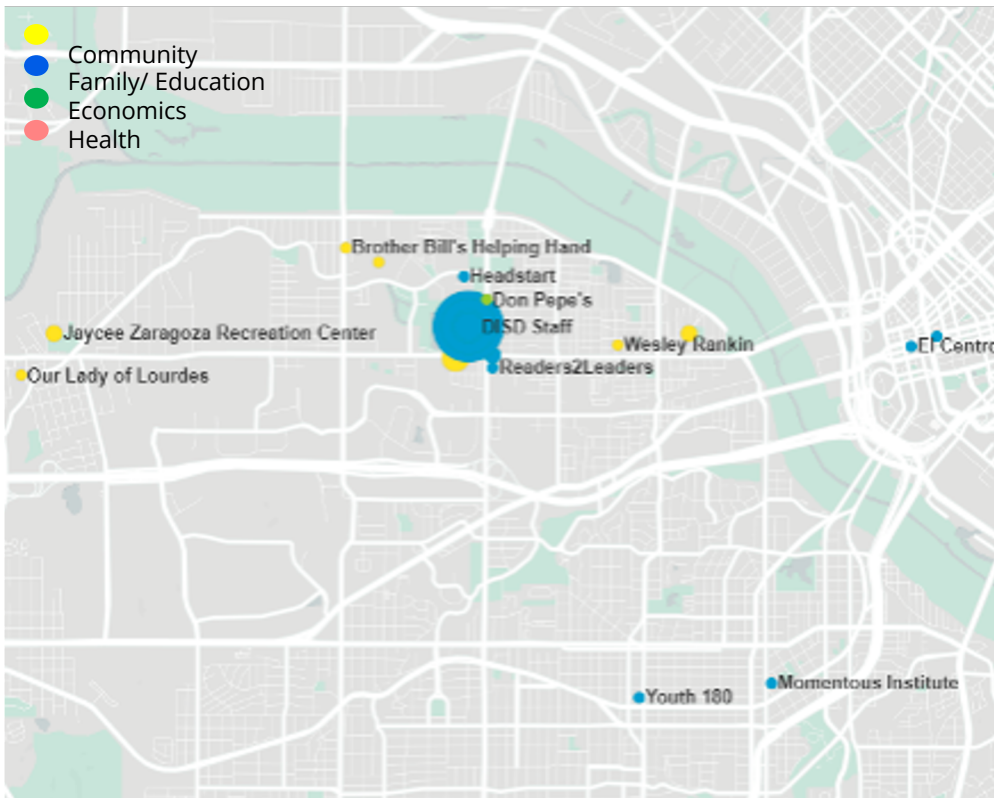 Community
Family/ Education
Economics
Health
Brother Bill's Helping Hand
Headstart
Don Pepe's
DISD Staff
Jaycee Zaragoza Recreation Center
Wesley Rankin
El Centro
Readers2Leaders
Our Lady of Lourdes
Momentous Institute
Youth 180